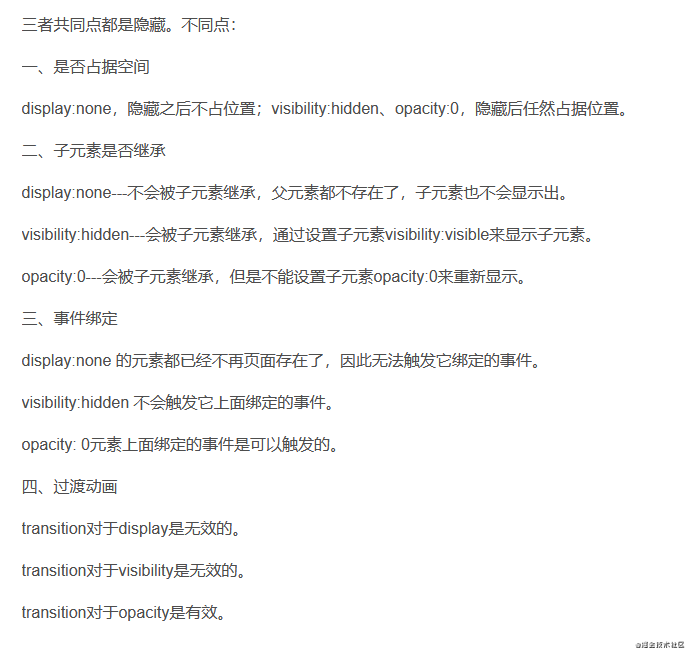 三者共同点都是隐藏。不同点：
一、是否占据空间
display:none，隐藏之后不占位置；visibility:hidden、opacity:0，隐藏后任然占据位置。
二、子元素是否继承
display:none---不会被子元素继承，父元素都不存在了，子元素也不会显示出。
visibility:hidden---会被子元素继承，通过设置子元素visibility:visible来显示子元素。
opacity:0---会被子元素继承，但是不能设置子元素opacity:0来重新显示。
三、事件绑定
display:none 的元素都已经不再页面存在了，因此无法触发它绑定的事件。
visibility:hidden 不会触发它上面绑定的事件。
opacity: 0元素上面绑定的事件是可以触发的。
四、过渡动画
transition对于display是无效的。
transition对于visibility是无效的。
transition对于opacity是有效。
@掘金技术社区